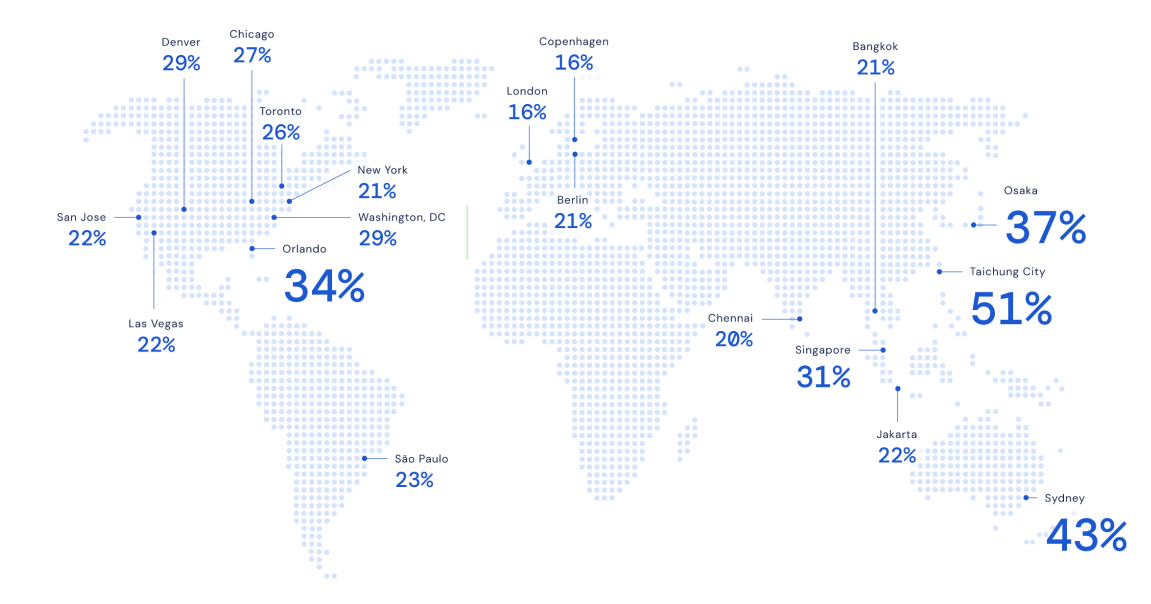 Denver
29%
Chicago
27%
Toronto
26%
New York
21%
San Jose
22%
Washington, DC
29%
Orlando
34%
Las Vegas
22%
São Paulo
23%
Copenhagen
16%
London
16%
Berlin
21%
Bangkok
21%
Osaka
37%
Taichung City
51%
Chennai
20%
Singapore
31%
Jakarta
22%
Sydney
43%